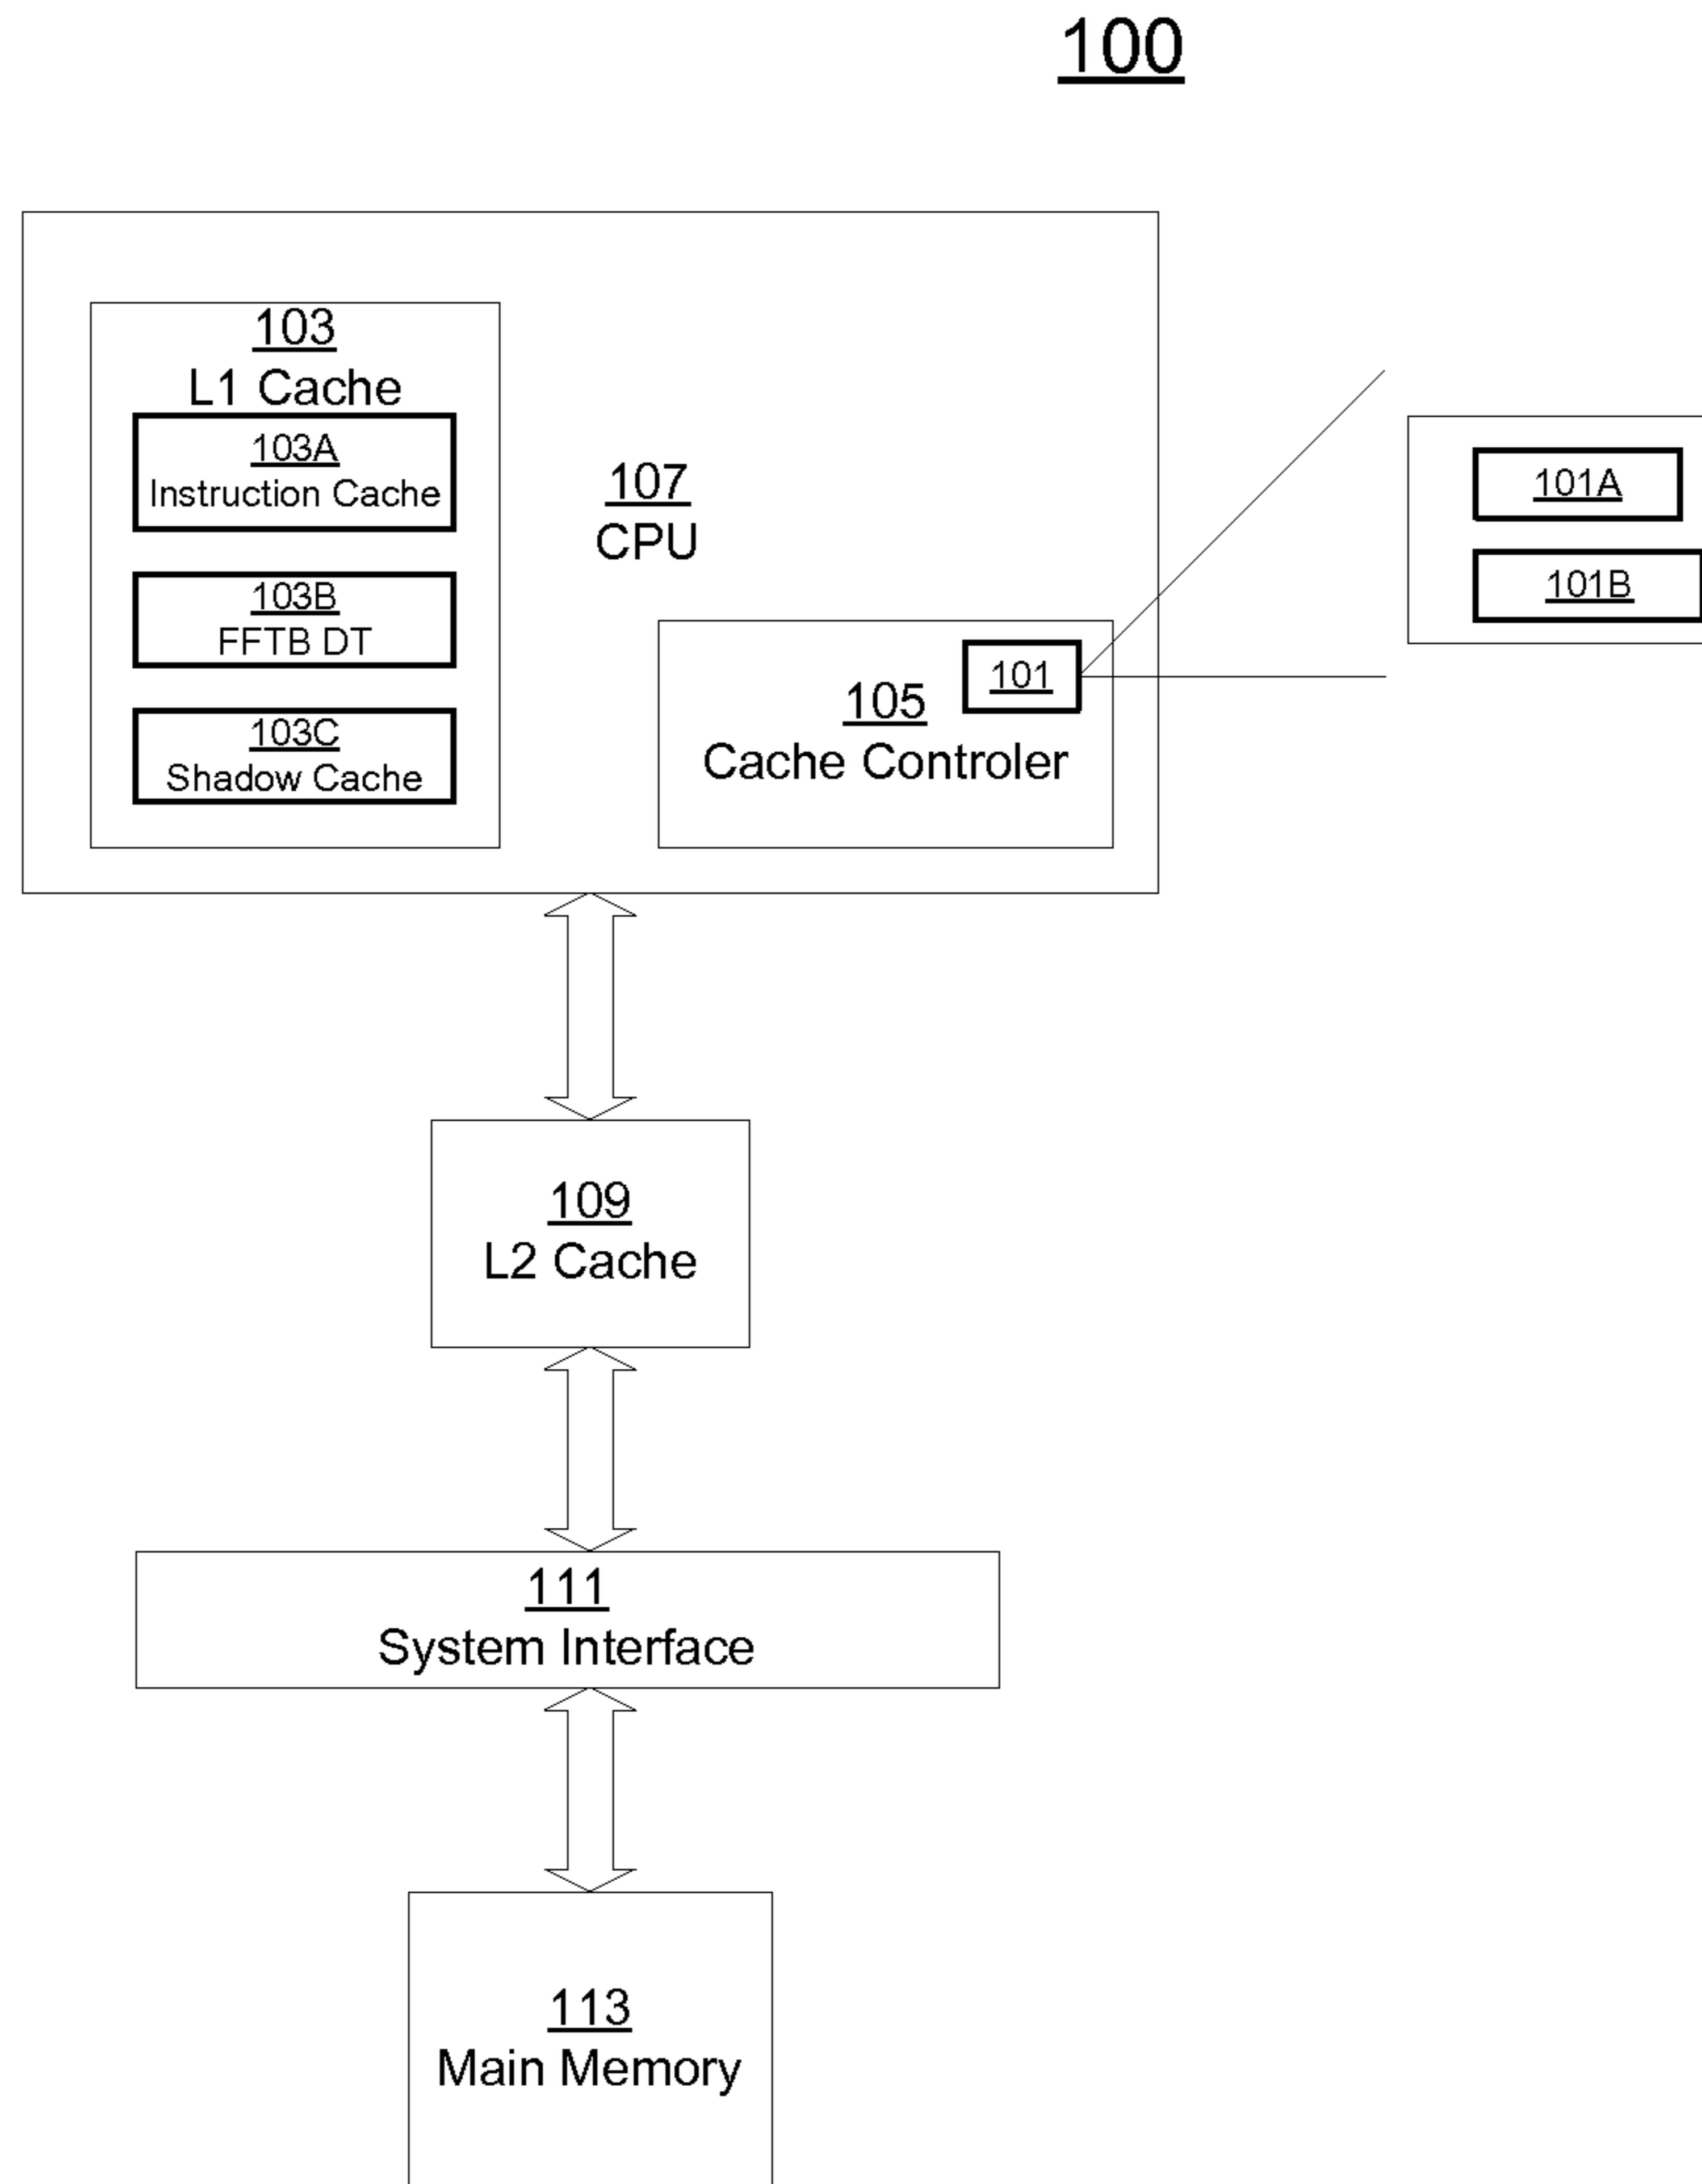 100
103
L1 Cache
103A
Instruction Cache
103B
FFTB DT
103C
Shadow Cache
107
CPU
101
105
Cache Controler
101A
101B
109
L2 Cache
111
System Interface
113
Main Memory